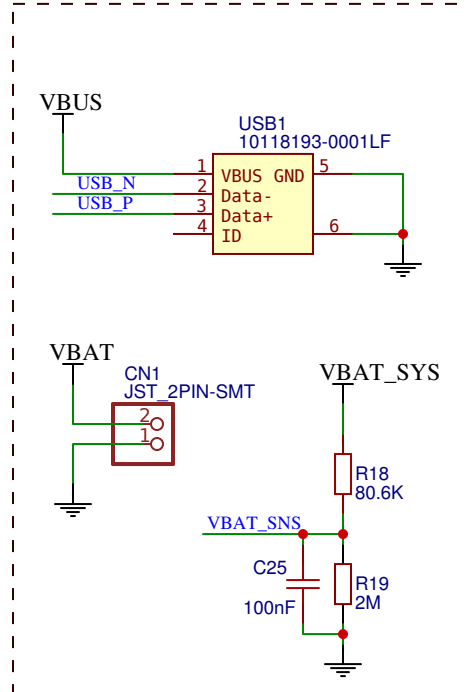 VBUS
USB1
10118193-0001LF
1
VBUS
GND
5
USB_N
2
Data-
USB_P
3
Data+
4
ID
6
VBAT
CN1
JST_2PIN-SMT
2
1
VBAT_SYS
R18
80.6K
VBAT_SNS
C25
100nF
R19
2M